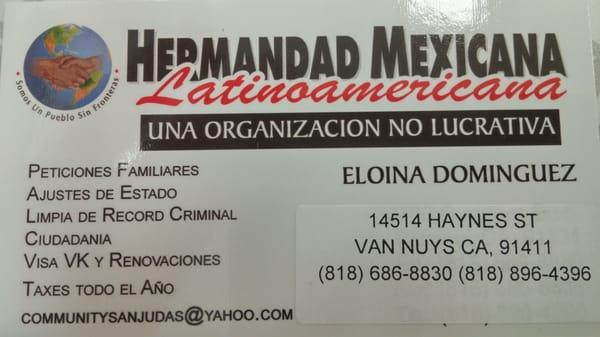 SOMOS UN PUEBLO SIN FRONTERAS
HERMANDAD MEXICANA
Latinoamericana
UNA ORGANIZACION NO LUCRATIVA
PETICIONES FAMILIARES
AJUSTES DE ESTADO
LIMPIA DE RECORD CRIMINAL
CIUDADANIA
VISA VK Y RENOVACIONES
TAXES TODO EL AÑO
COMMUNITYSANJUDAS@YAHOO.COM
ELOINA DOMINGUEZ
14514 HAYNES ST
VAN NUYS CA, 91411
(818) 686-8830 (818) 896-4396